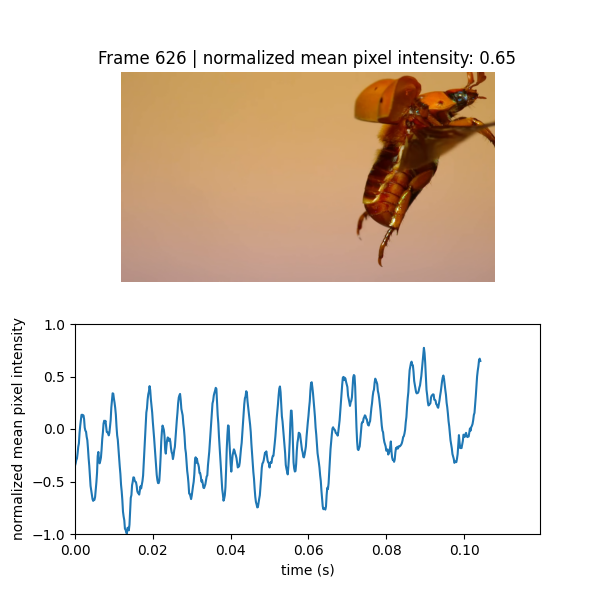 Frame 626 | normalized mean pixel intensity: 0.65
normalized mean pixel intensity
1.0
0.5
0.0
−0.5
−1.0
0.00 0.02 0.04 0.06 0.08 0.10
time (s)